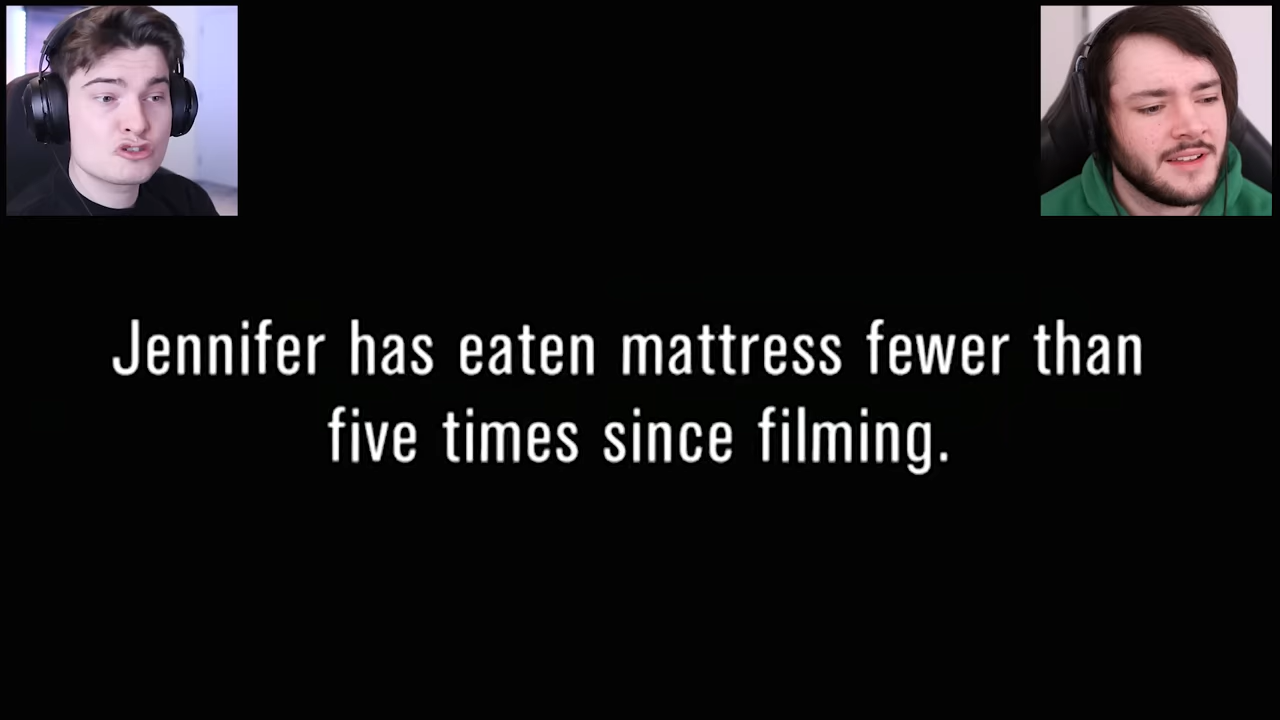 Jennifer has eaten mattress fewer than
five times since filming.